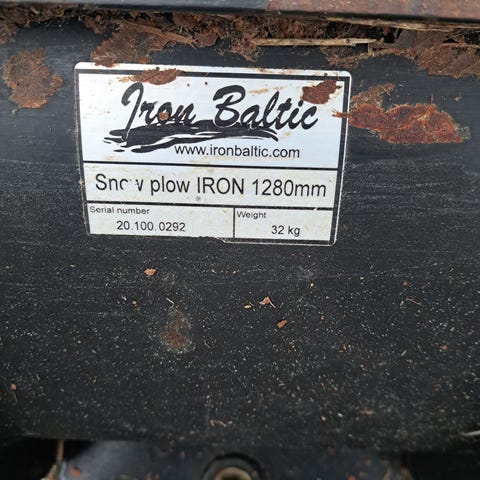 Iron Baltic
www.ironbaltic.com
Snow plow IRON 1280mm
Serial number
20.100.0292
Weight
32 kg